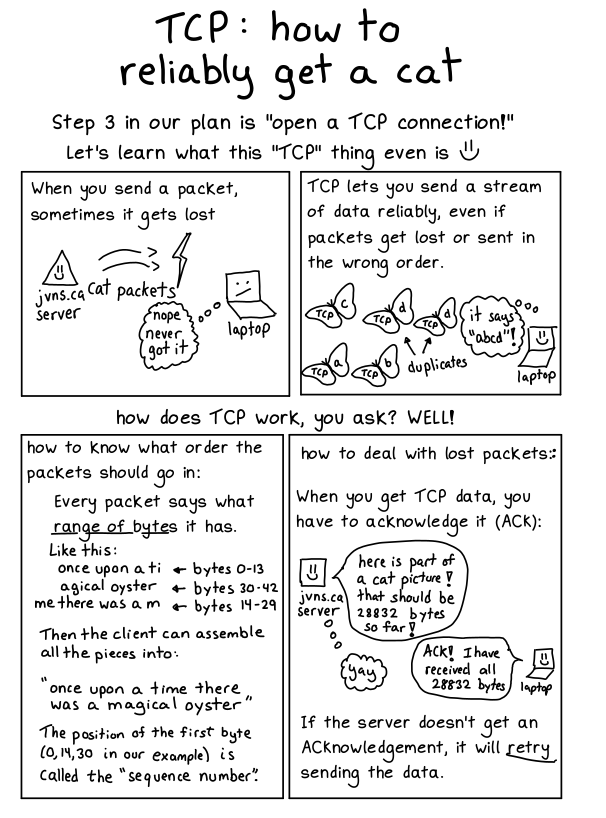 TCP: how to
reliably get a cat
Step 3 in our plan is "open a TCP connection!"
Let's learn what this "TCP" thing even is
When you send a packet,
sometimes it gets lost
jvns.ca
server
cat packets
nope
never
got it
laptop
TCP lets you send a stream
of data reliably, even if
packets get lost or sent in
the wrong order.
TCP c
TCP d
TCP d
it says
"abcd"!
TCP a
TCP b
duplicates
laptop
how does TCP work, you ask? WELL!
how to know what order the
packets should go in:
Every packet says what
range of bytes it has.
Like this:
once upon a ti ← bytes 0-13
agical oyster ← bytes 30-42
me there was a m ← bytes 14-29
Then the client can assemble
all the pieces into:
"once upon a time there
was a magical oyster"
The position of the first byte
(0,14,30 in our example) is
called the "sequence number".
how to deal with lost packets::
When you get TCP data, you
have to acknowledge it (ACK):
here is part of
a cat picture!
that should be
28832 bytes
so far!
jvns.ca
server
yay
ACK! I have
received all
28832 bytes
laptop
If the server doesn't get an
ACKnowledgement, it will retry
sending the data.